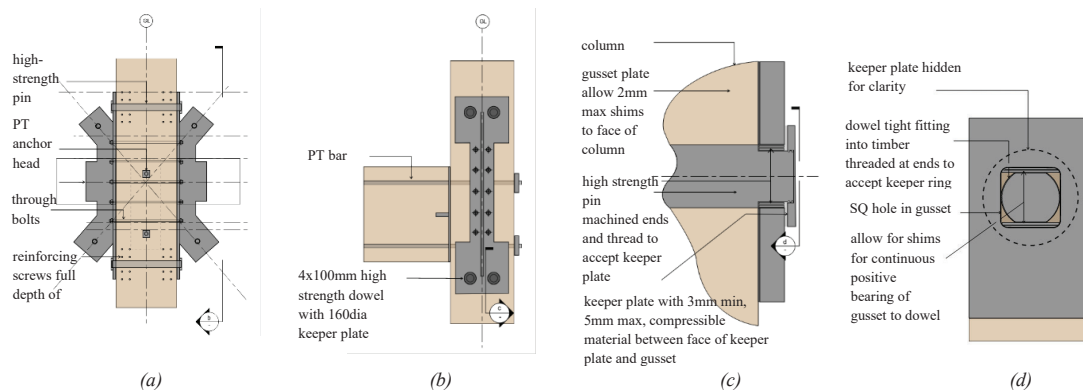 GL
high-
strength
pin
PT
anchor
head
through
bolts
reinforcing
screws full
depth of
b
(a)
GL
PT bar
4x100mm high
strength dowel
with 160dia
keeper plate
c
(b)
column
gusset plate
allow 2mm
max shims
to face of
column
high strength
pin
machined ends
and thread to
accept keeper
plate
keeper plate with 3mm min,
5mm max, compressible
material between face of keeper
plate and gusset
d
(c)
keeper plate hidden
for clarity
dowel tight fitting
into timber
threaded at ends to
accept keeper ring
SQ hole in gusset
allow for shims
for continuous
positive
bearing of
gusset to dowel
(d)